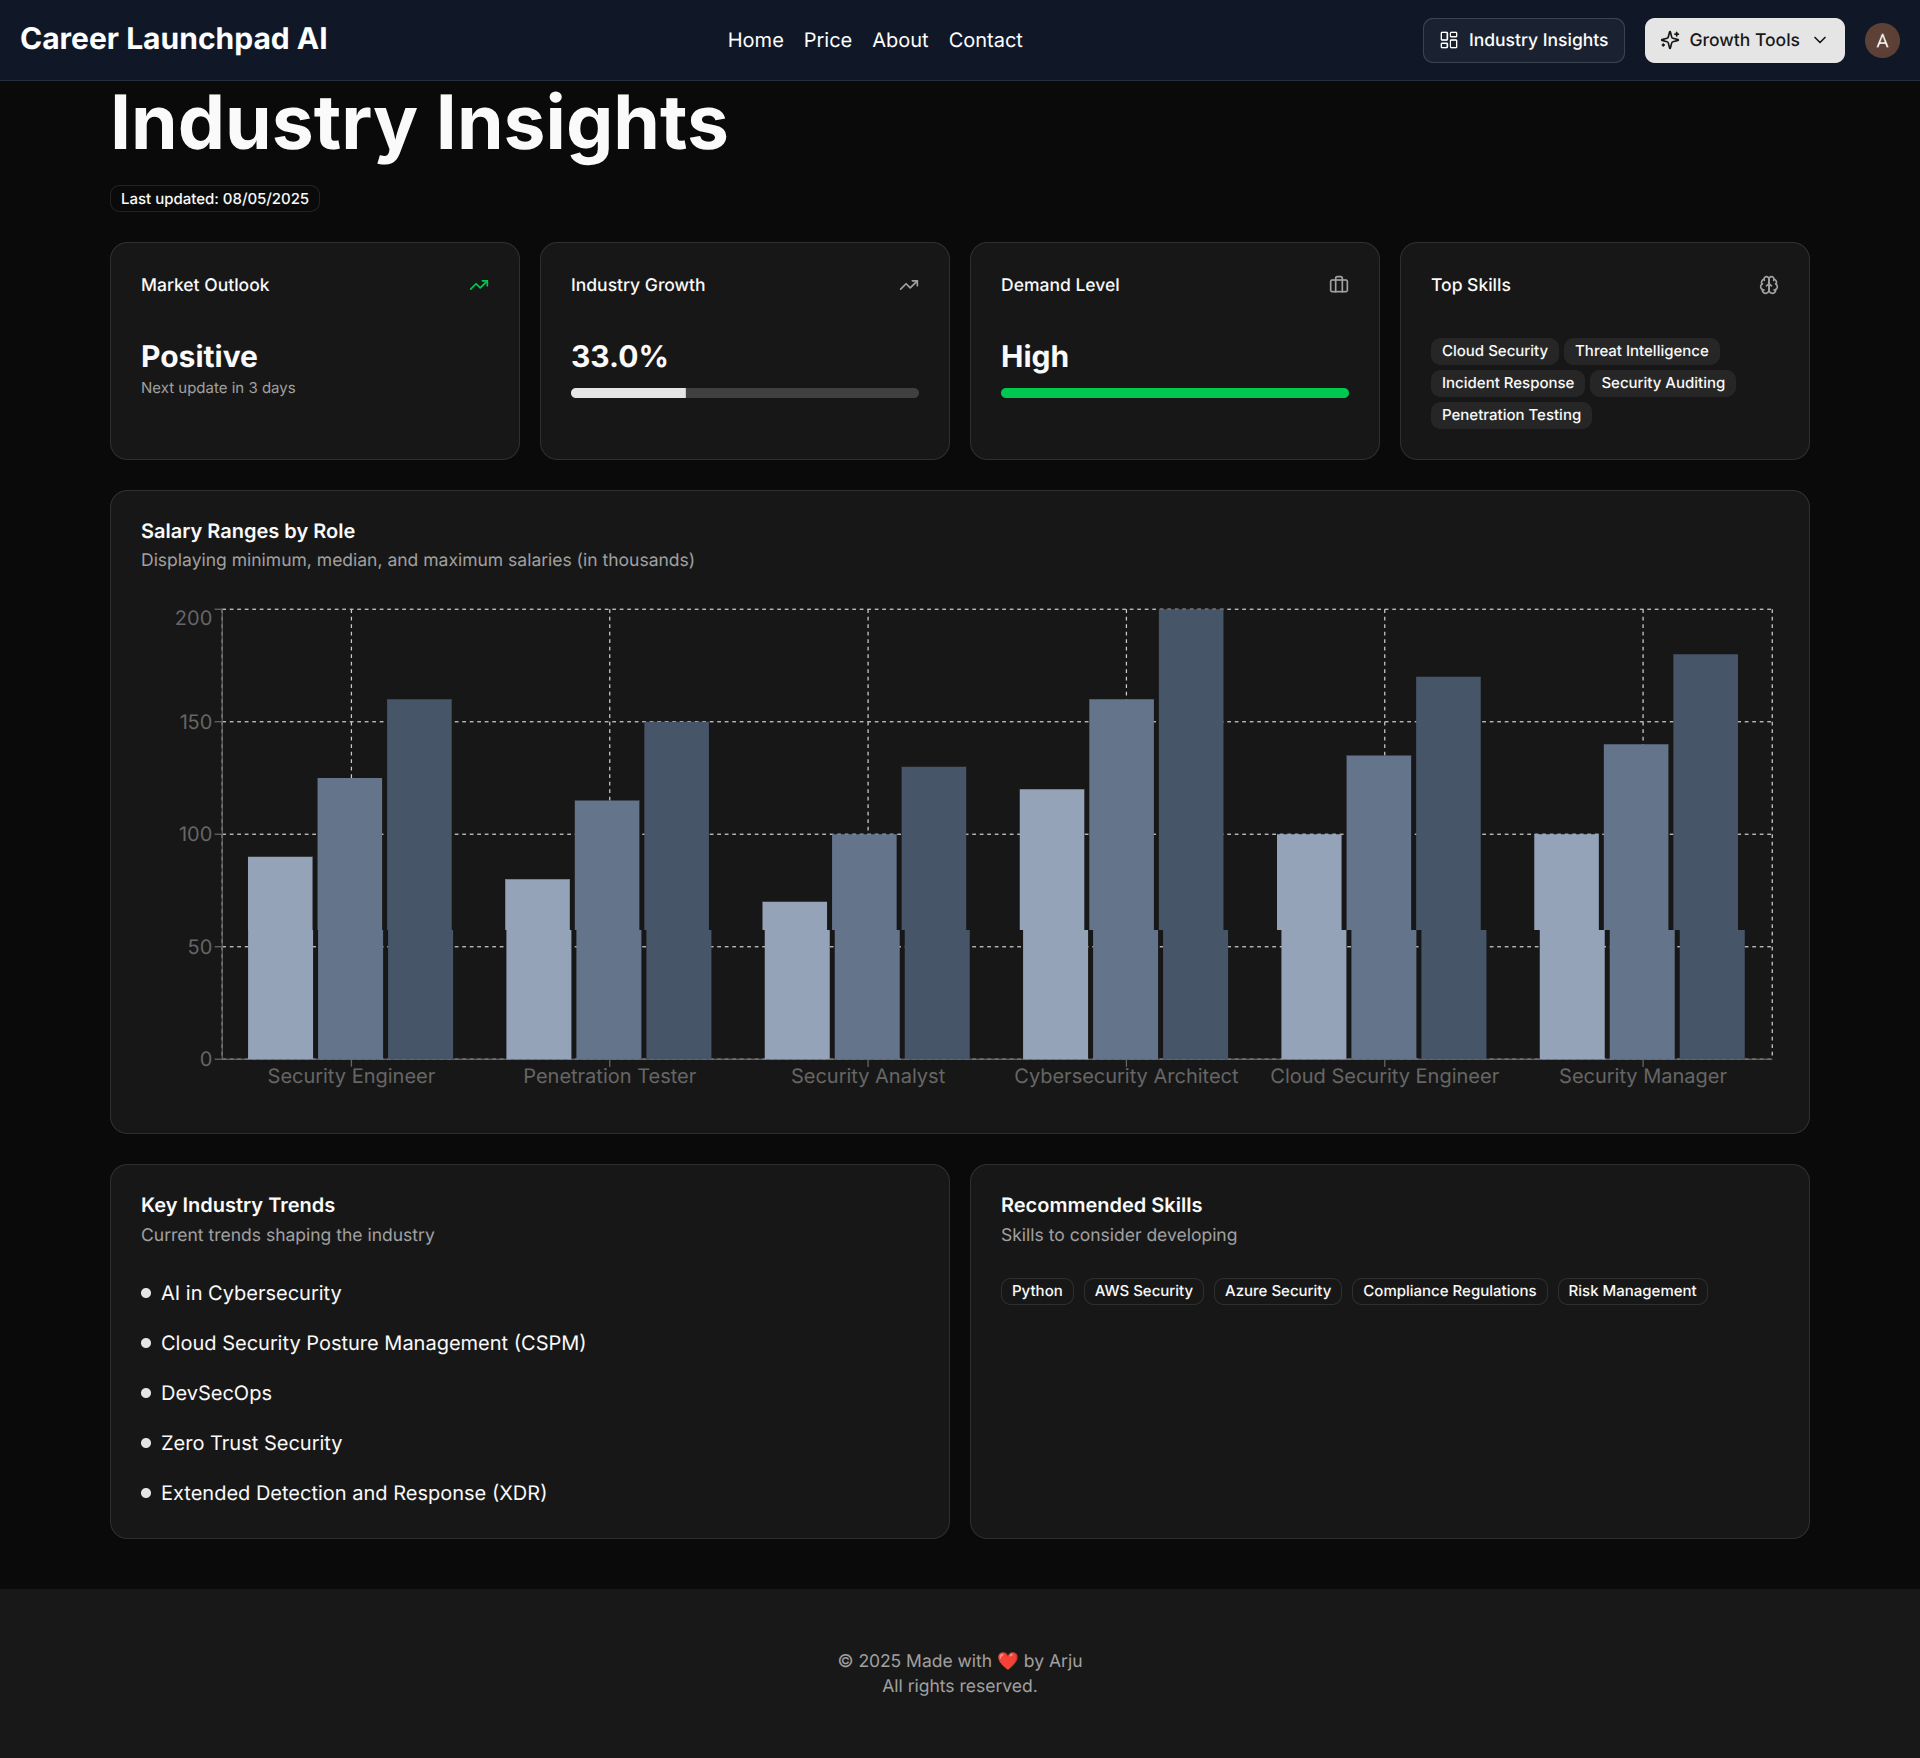 Career Launchpad AI
Home Price About Contact
Industry Insights
Growth Tools
A
Industry Insights
Last updated: 08/05/2025
Market Outlook
Positive
Next update in 3 days
Industry Growth
33.0%
Demand Level
High
Top Skills
Cloud Security Threat Intelligence
Incident Response Security Auditing
Penetration Testing
Salary Ranges by Role
Displaying minimum, median, and maximum salaries (in thousands)
200
150
100
50
0
Security Engineer Penetration Tester Security Analyst Cybersecurity Architect Cloud Security Engineer Security Manager
Key Industry Trends
Current trends shaping the industry
AI in Cybersecurity
Cloud Security Posture Management (CSPM)
DevSecOps
Zero Trust Security
Extended Detection and Response (XDR)
Recommended Skills
Skills to consider developing
Python AWS Security Azure Security Compliance Regulations Risk Management
© 2025 Made with ❤️ by Arju
All rights reserved.